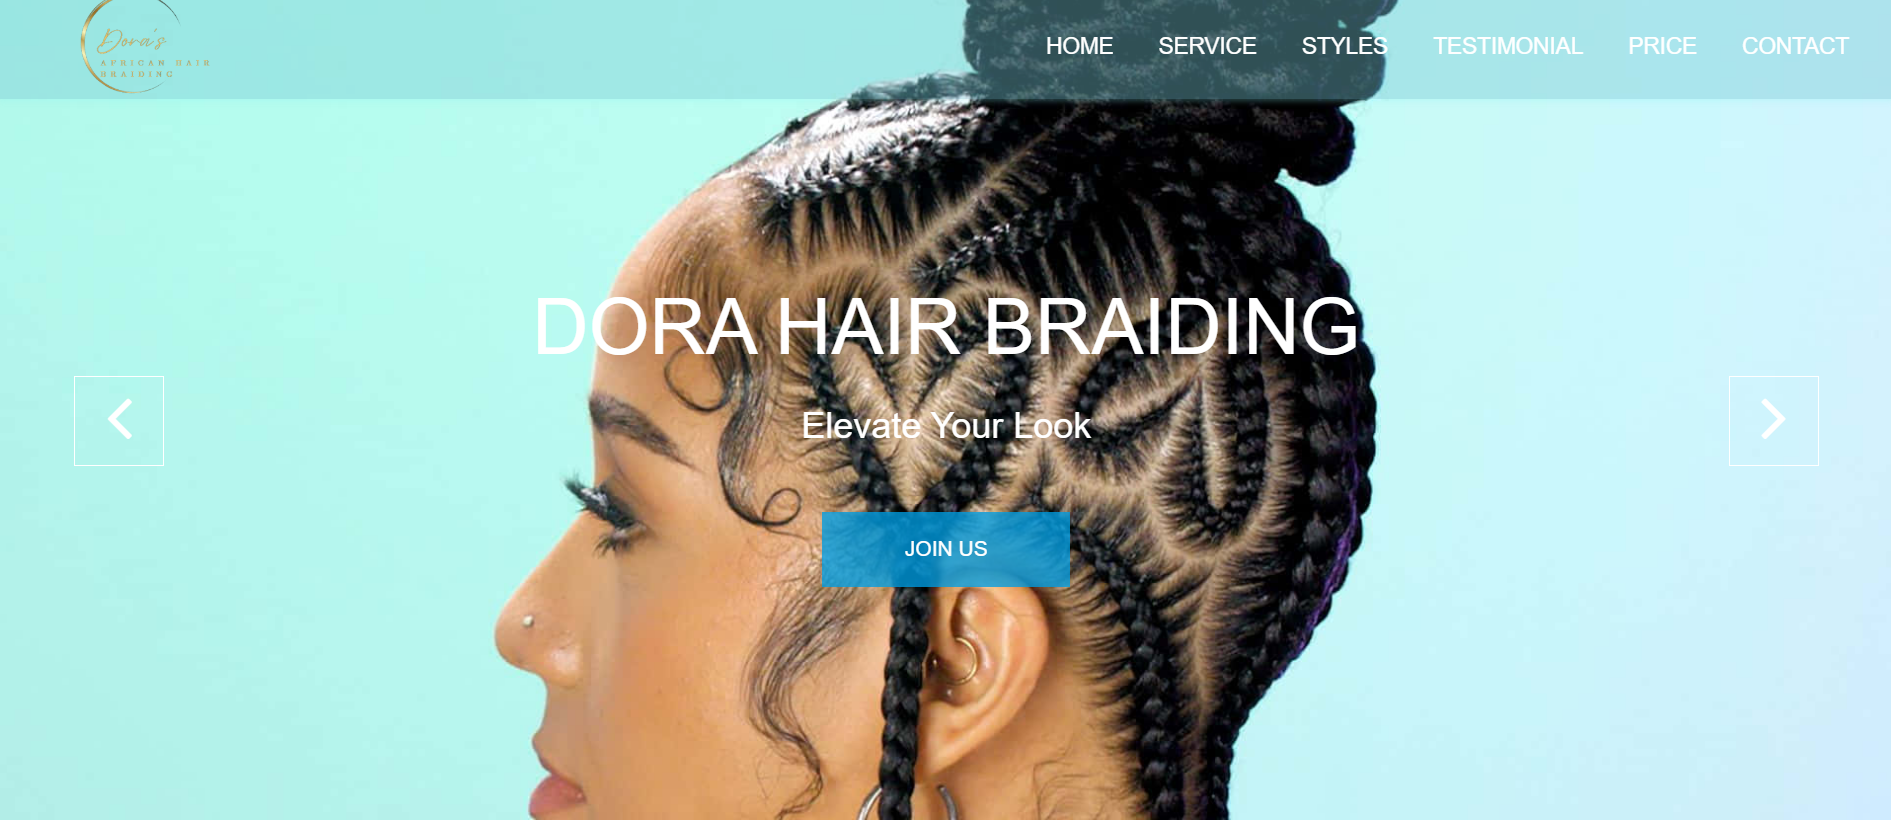 Dora's
AFRICAN HAIR
BRAIDING
HOME SERVICE STYLES TESTIMONIAL PRICE CONTACT
DORA HAIR BRAIDING
Elevate Your Look
JOIN US